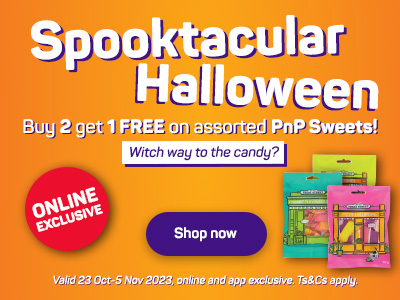 Spooktacular
Halloween
Buy 2 get 1 FREE on assorted PnP Sweets!
Witch way to the candy?
ONLINE
EXCLUSIVE
Shop now
Valid 23 Oct-5 Nov 2023, online and app exclusive. Ts&Cs apply.